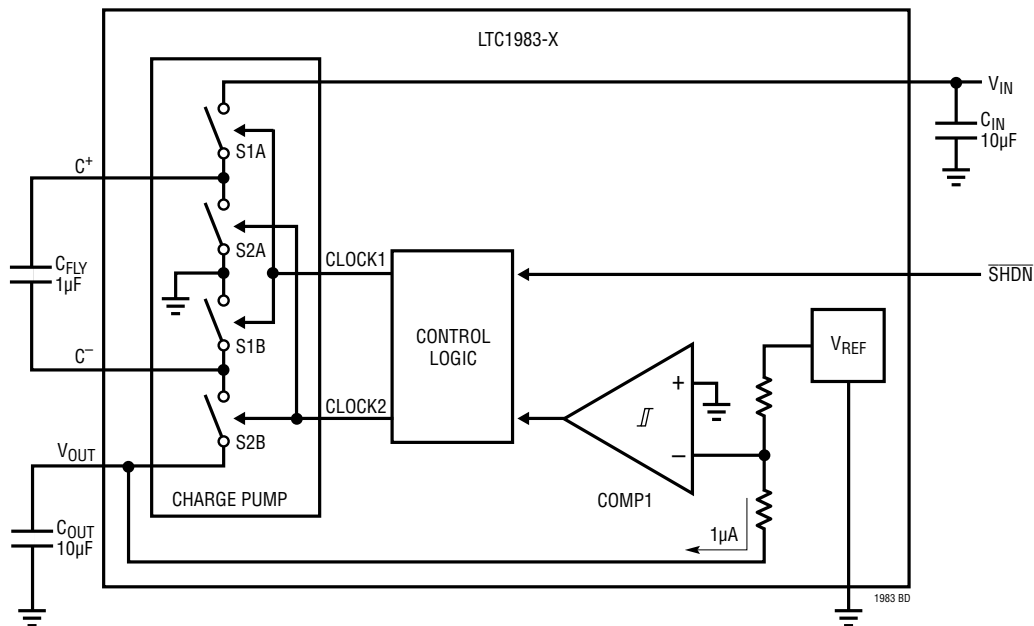 LTC1983-X
V_IN
C_IN
10µF
S1A
C⁺
S2A
CLOCK1
C_FLY
1µF
SHDN
CONTROL
LOGIC
V_REF
S1B
C⁻
+
CLOCK2
S2B
V_OUT
−
COMP1
CHARGE PUMP
1µA
C_OUT
10µF
1983 BD